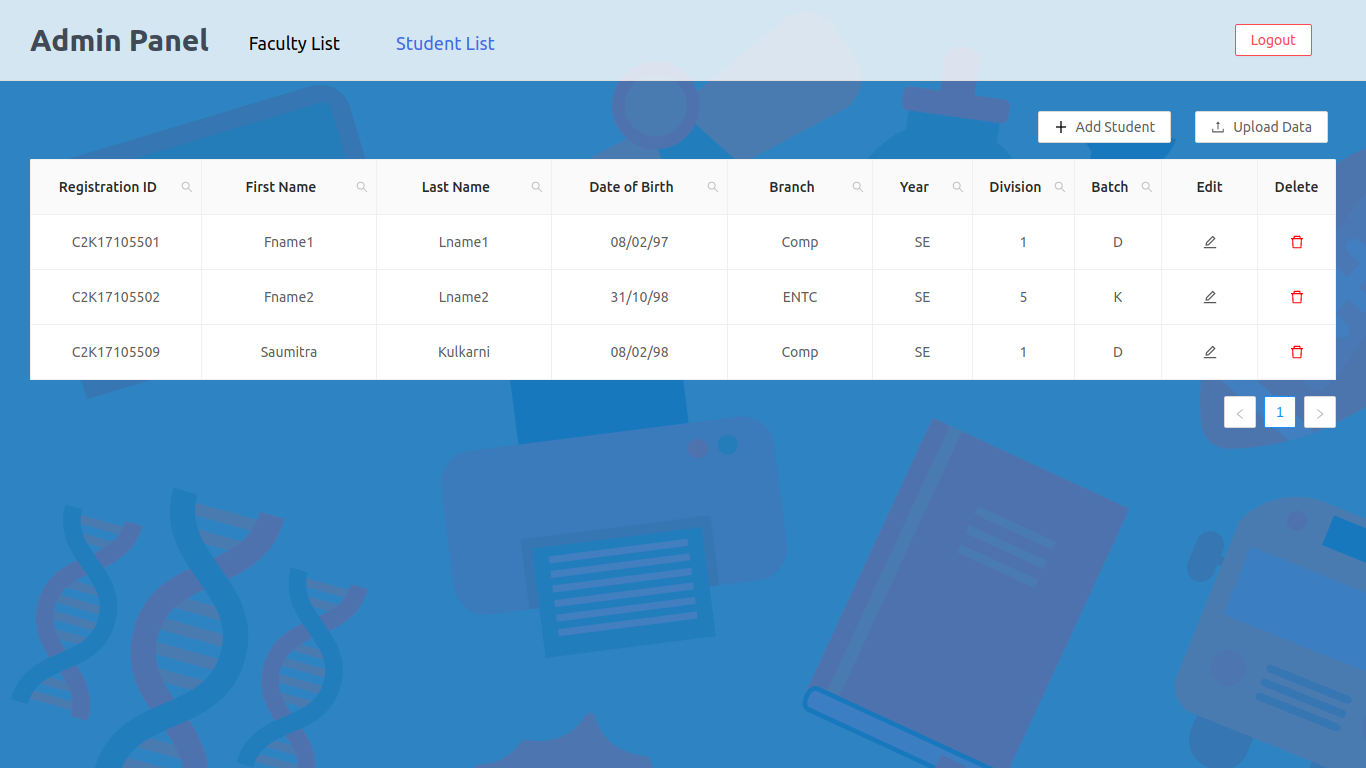 Admin Panel Faculty List Student List Logout
Add Student Upload Data
Registration ID First Name Last Name Date of Birth Branch Year Division Batch Edit Delete
C2K17105501 Fname1 Lname1 08/02/97 Comp SE 1 D
C2K17105502 Fname2 Lname2 31/10/98 ENTC SE 5 K
C2K17105509 Saumitra Kulkarni 08/02/98 Comp SE 1 D
< 1 >